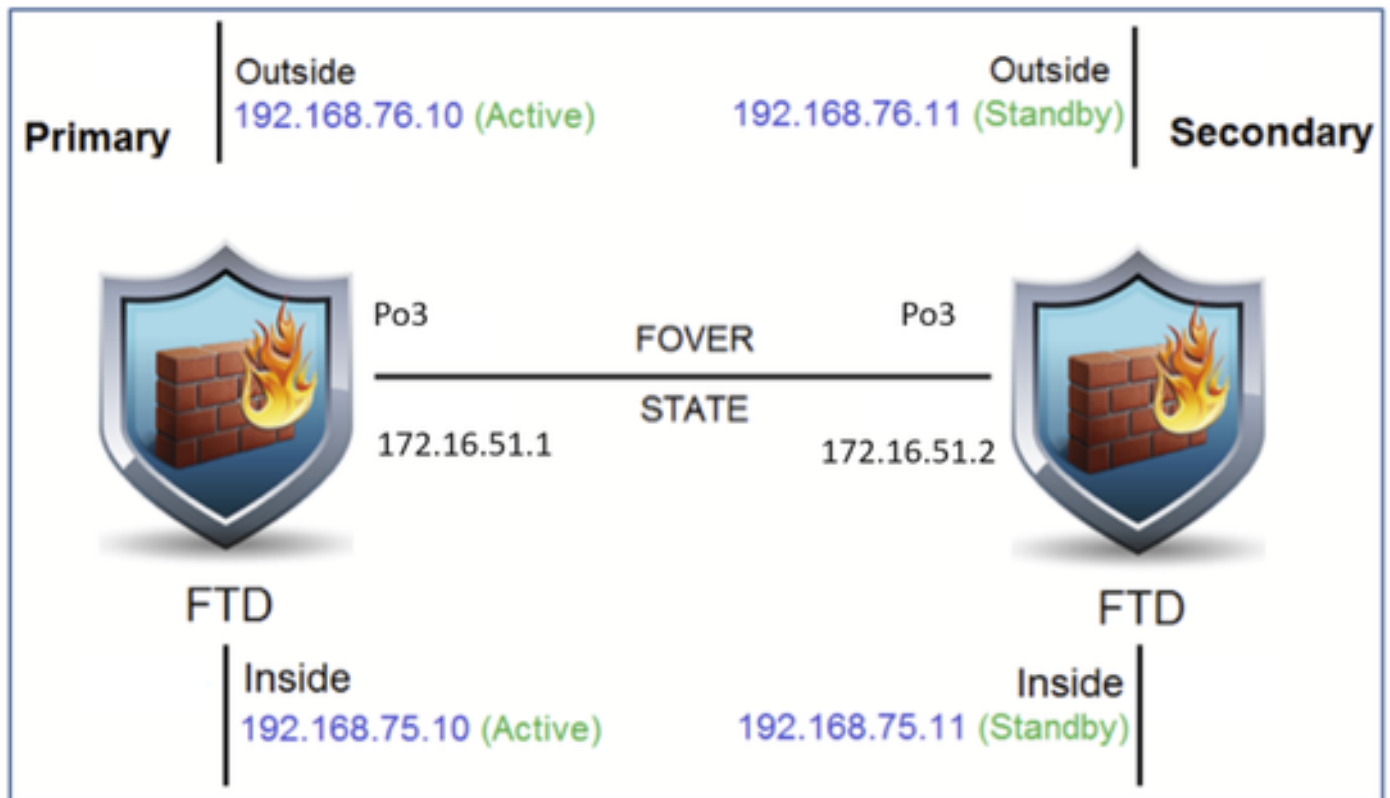 Outside
192.168.76.10 (Active)
Primary
Outside
192.168.76.11 (Standby)
Secondary
Po3
FOVER
Po3
172.16.51.1
STATE
172.16.51.2
FTD
FTD
Inside
192.168.75.10 (Active)
Inside
192.168.75.11 (Standby)